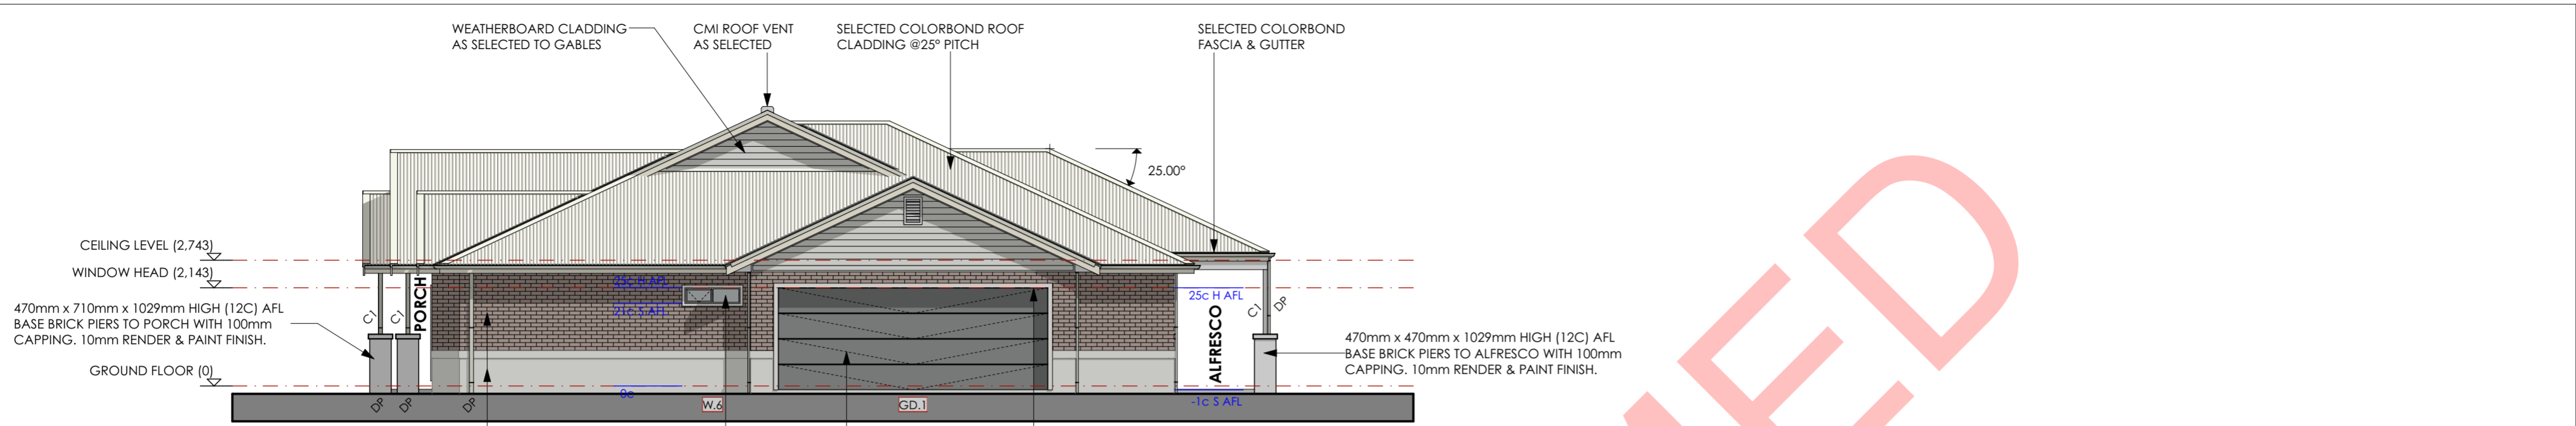 WEATHERBOARD CLADDING
AS SELECTED TO GABLES
CMI ROOF VENT
AS SELECTED
SELECTED COLORBOND ROOF
CLADDING @25° PITCH
SELECTED COLORBOND
FASCIA & GUTTER
25.00°
CEILING LEVEL (2,743)
WINDOW HEAD (2,143)
470mm x 710mm x 1029mm HIGH (12C) AFL
BASE BRICK PIERS TO PORCH WITH 100mm
CAPPING. 10mm RENDER & PAINT FINISH.
GROUND FLOOR (0)
C1
C1
PORCH
25c H AFL
21c S AFL
0c
25c H AFL
ALFRESCO
-1c S AFL
C1
DP
470mm x 470mm x 1029mm HIGH (12C) AFL
BASE BRICK PIERS TO ALFRESCO WITH 100mm
CAPPING. 10mm RENDER & PAINT FINISH.
DP
DP
DP
W.6
GD.1